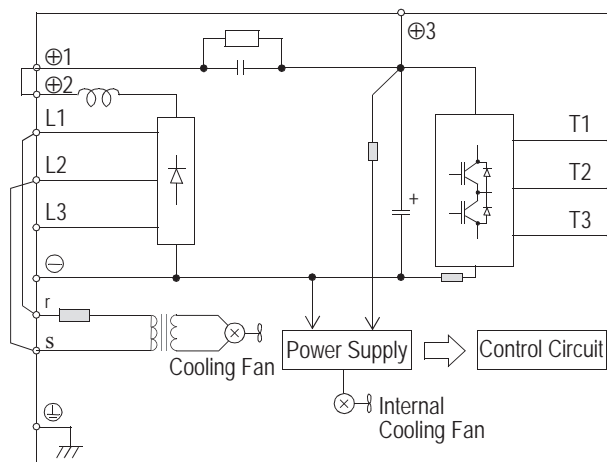 ⊕3
⊕1
⊕2
L1
L2
L3
⊖
T1
T2
T3
+
r
s
Cooling Fan
Power Supply
Control Circuit
Internal
Cooling Fan